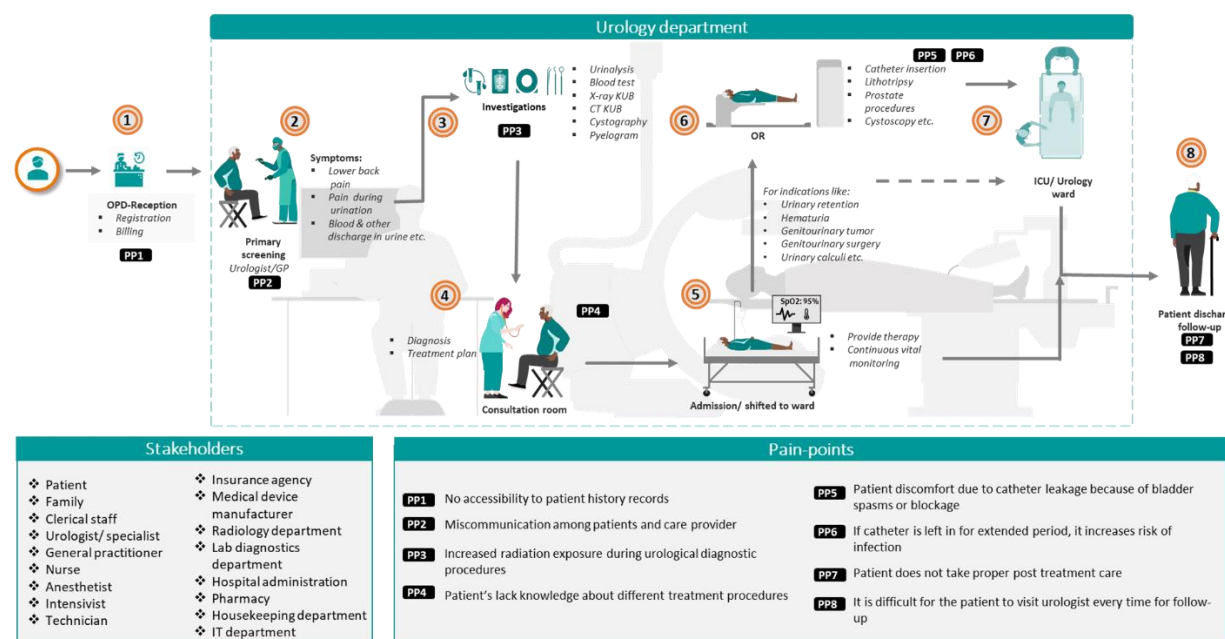 Urology department
1
OPD-Reception
Registration
Billing
PP1
2
Primary
screening
Urologist/GP
PP2
Symptoms:
Lower back
pain
Pain during
urination
Blood & other
discharge in urine etc.
3
Investigations
PP3
Urinalysis
Blood test
X-ray KUB
CT KUB
Cystography
Pyelogram
4
Diagnosis
Treatment plan
Consultation room
PP4
5
SpO2: 95%
Provide therapy
Continuous vital
monitoring
Admission/ shifted to ward
For indications like:
Urinary retention
Hematuria
Genitourinary tumor
Genitourinary surgery
Urinary calculi etc.
6
OR
PP5 PP6
Catheter insertion
Lithotripsy
Prostate
procedures
Cystoscopy etc.
7
ICU/ Urology
ward
8
Patient dischar
follow-up
PP7
PP8
Stakeholders
Patient
Family
Clerical staff
Urologist/ specialist
General practitioner
Nurse
Anesthetist
Intensivist
Technician
Insurance agency
Medical device
manufacturer
Radiology department
Lab diagnostics
department
Hospital administration
Pharmacy
Housekeeping department
IT department
Pain-points
PP1 No accessibility to patient history records
PP2 Miscommunication among patients and care provider
PP3 Increased radiation exposure during urological diagnostic
procedures
PP4 Patient's lack knowledge about different treatment procedures
PP5 Patient discomfort due to catheter leakage because of bladder
spasms or blockage
PP6 If catheter is left in for extended period, it increases risk of
infection
PP7 Patient does not take proper post treatment care
PP8 It is difficult for the patient to visit urologist every time for follow-
up